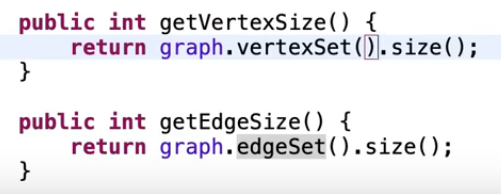 public int getVertexSize() {
    return graph.vertexSet().size();
}

public int getEdgeSize() {
    return graph.edgeSet().size();
}